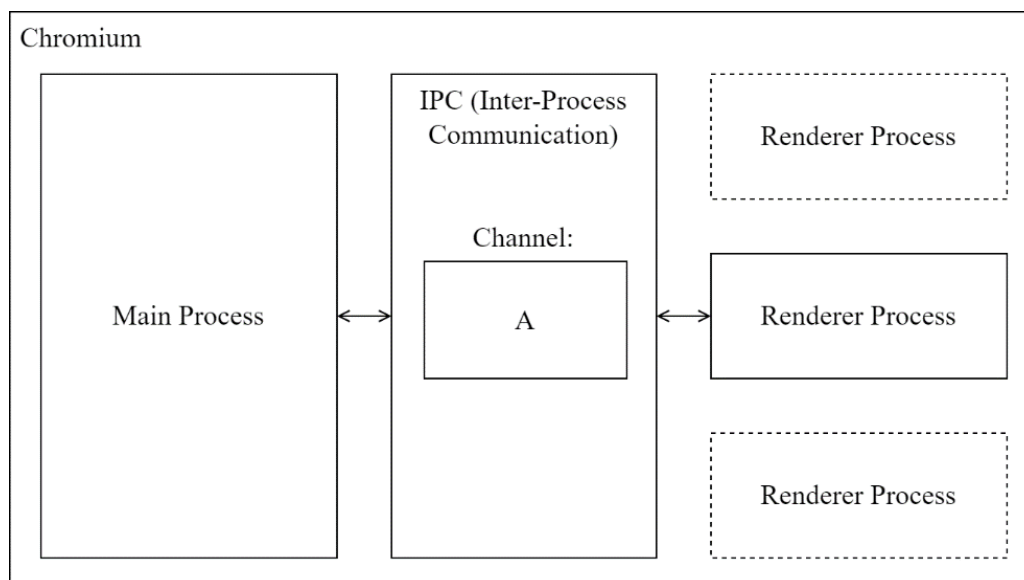 Chromium
Main Process
IPC (Inter-Process
Communication)
Channel:
A
Renderer Process
Renderer Process
Renderer Process